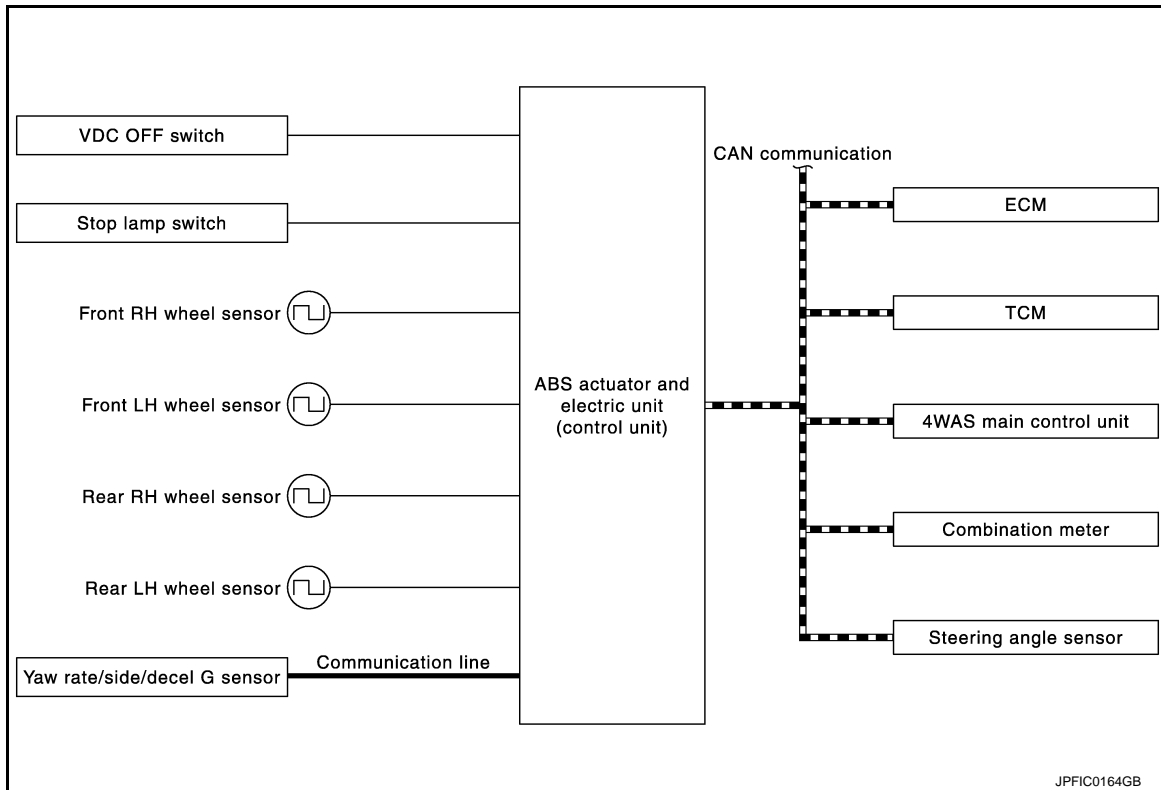 VDC OFF switch
Stop lamp switch
Front RH wheel sensor
Front LH wheel sensor
Rear RH wheel sensor
Rear LH wheel sensor
Yaw rate/side/decel G sensor
Communication line
ABS actuator and
electric unit
(control unit)
CAN communication
ECM
TCM
4WAS main control unit
Combination meter
Steering angle sensor
JPFIC0164GB